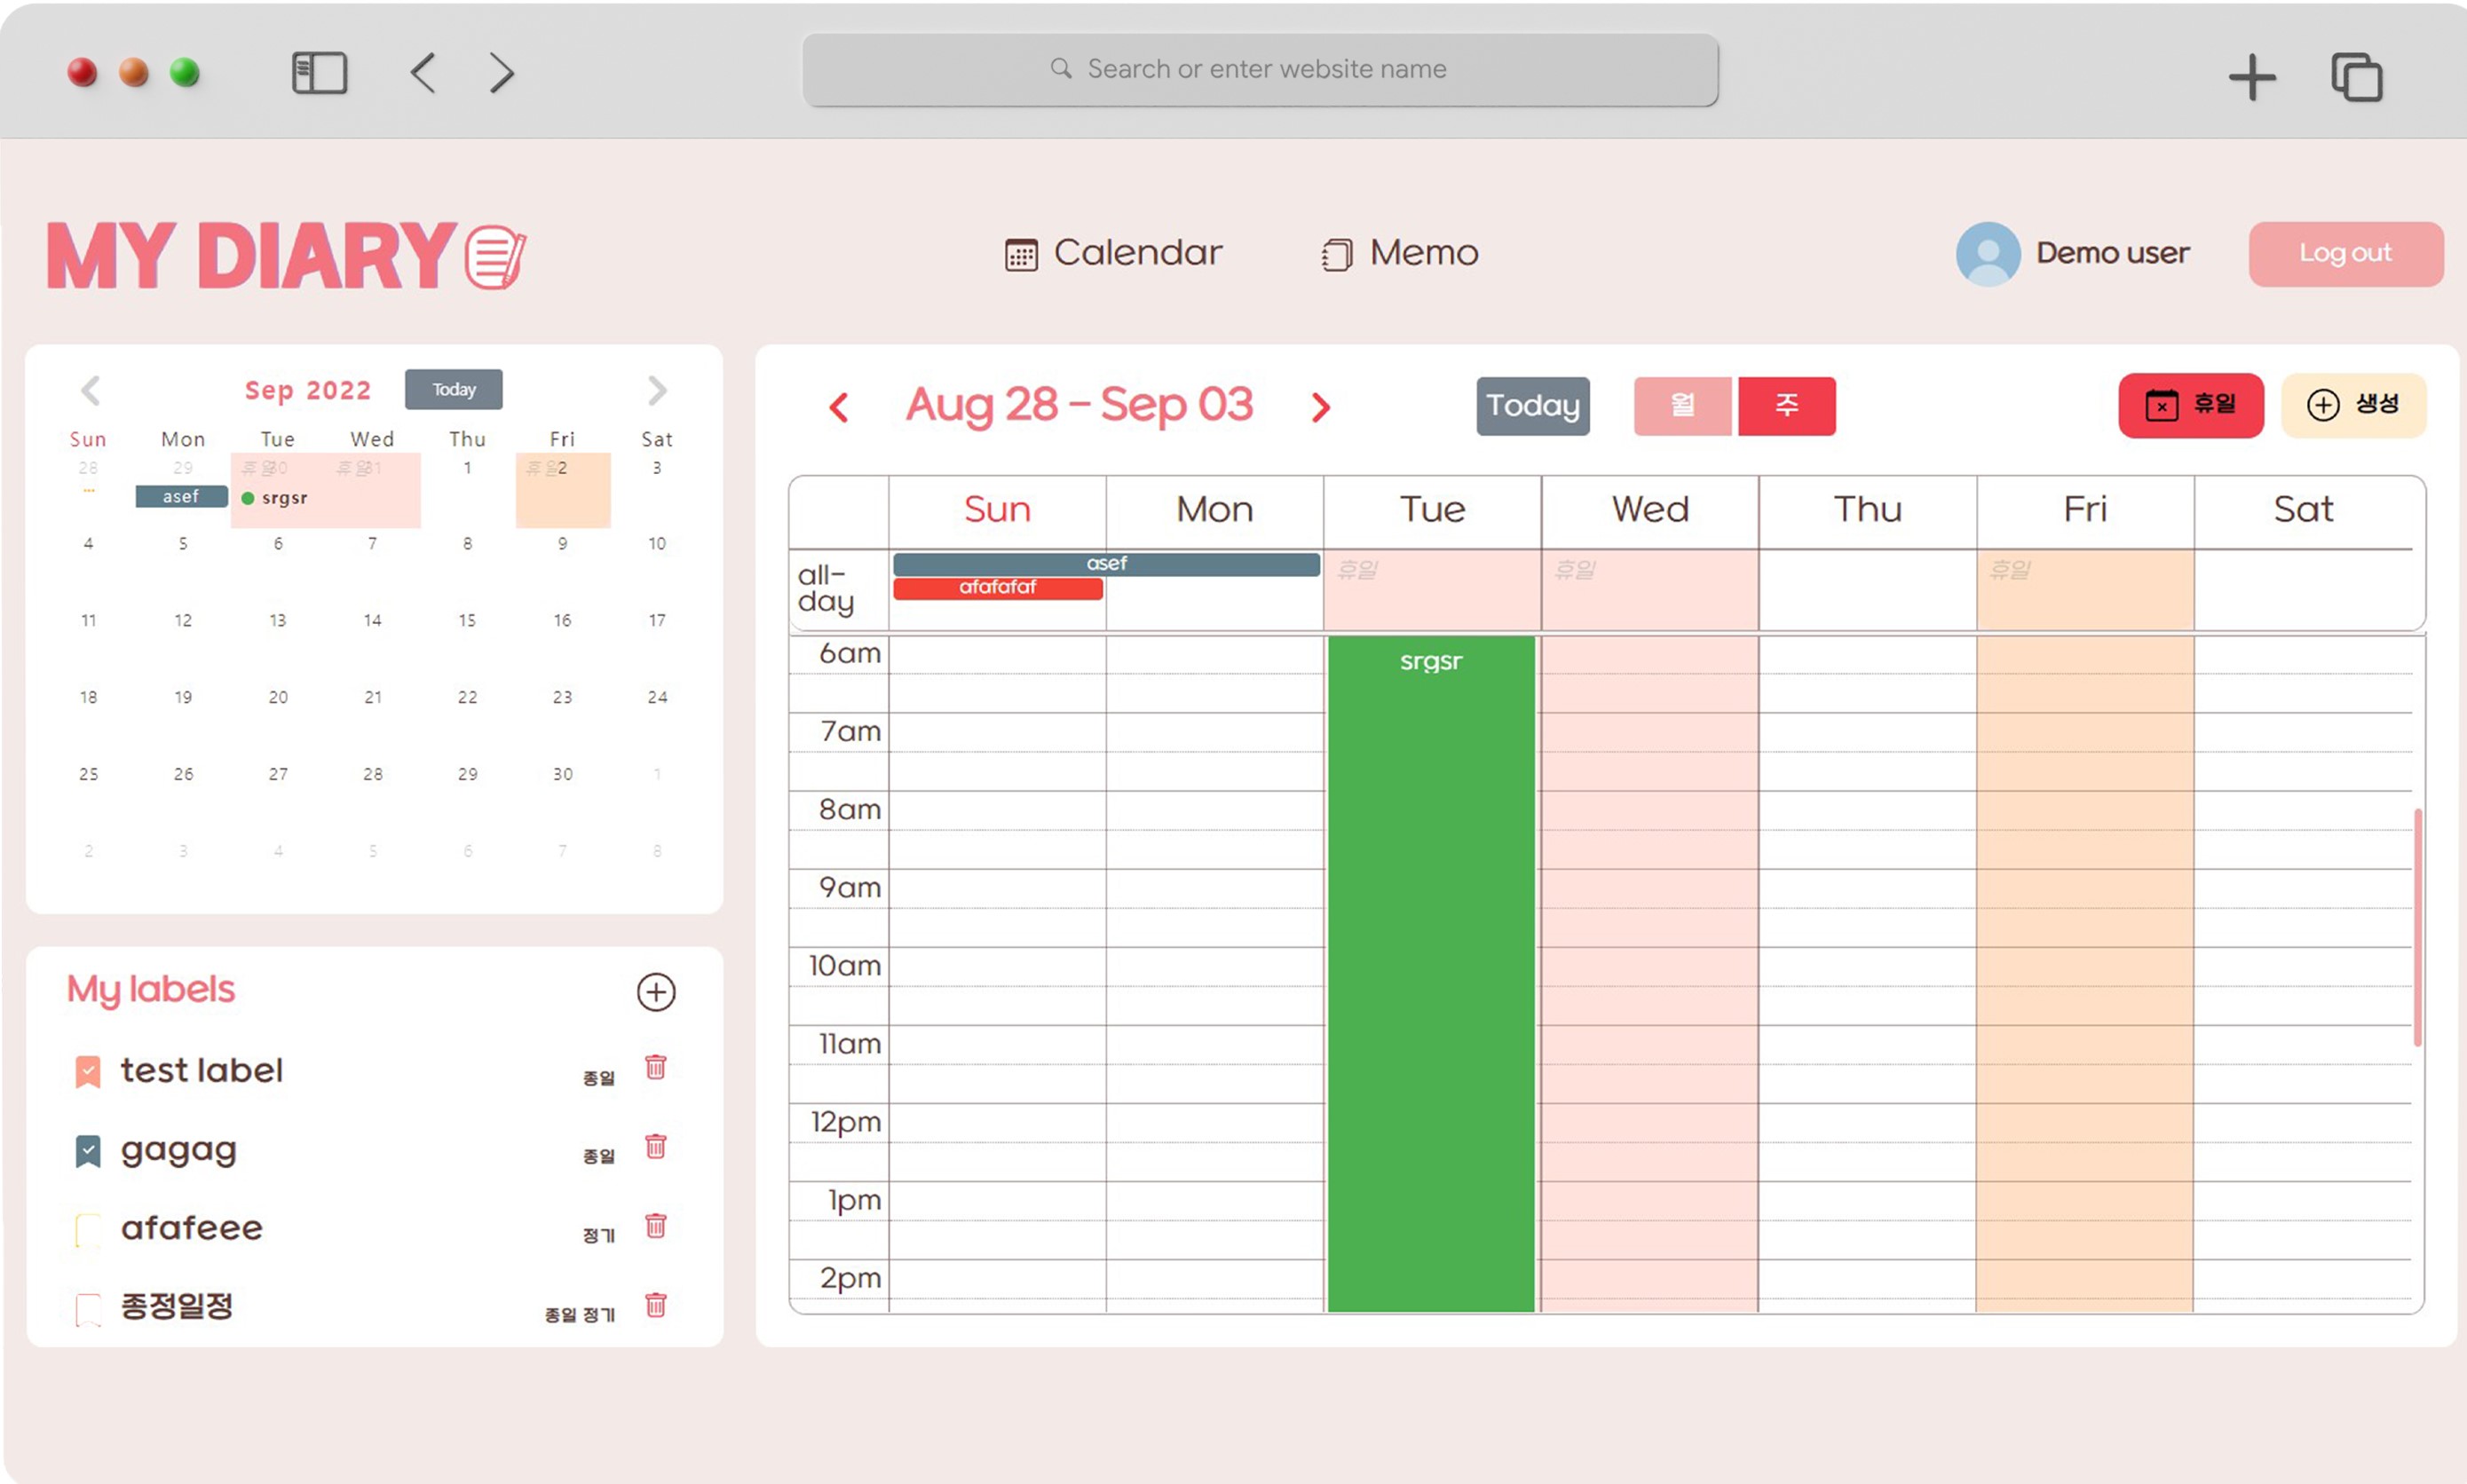 Search or enter website name
MY DIARY
Calendar
Memo
Demo user
Log out
Sep 2022
Today
Sun Mon Tue Wed Thu Fri Sat
28 29 휴일 30 휴일 31 1 휴일 2 3
asef
srgsr
4 5 6 7 8 9 10
11 12 13 14 15 16 17
18 19 20 21 22 23 24
25 26 27 28 29 30 1
2 3 4 5 6 7 8
My labels
test label 종일
gagag 종일
afafeee 정기
종정일정 종일 정기
Aug 28 – Sep 03
Today
월
주
휴일
생성
Sun Mon Tue Wed Thu Fri Sat
all-
day
asef
afafafaf
휴일 휴일 휴일
6am
srgsr
7am
8am
9am
10am
11am
12pm
1pm
2pm